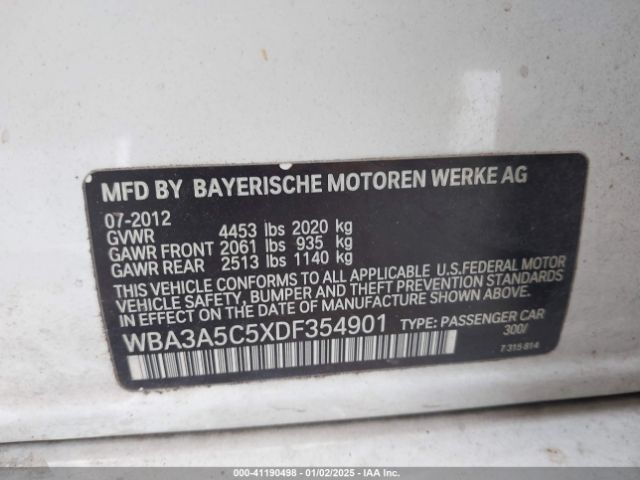 MFD BY BAYERISCHE MOTOREN WERKE AG
07-2012
GVWR 4453 lbs 2020 kg
GAWR FRONT 2061 lbs 935 kg
GAWR REAR 2513 lbs 1140 kg
THIS VEHICLE CONFORMS TO ALL APPLICABLE U.S.FEDERAL MOTOR
VEHICLE SAFETY, BUMPER, AND THEFT PREVENTION STANDARDS
IN EFFECT ON THE DATE OF MANUFACTURE SHOWN ABOVE.
WBA3A5C5XDF354901 TYPE: PASSENGER CAR
300/
7 315 814
000-41190498 - 01/02/2025 - IAA Inc.